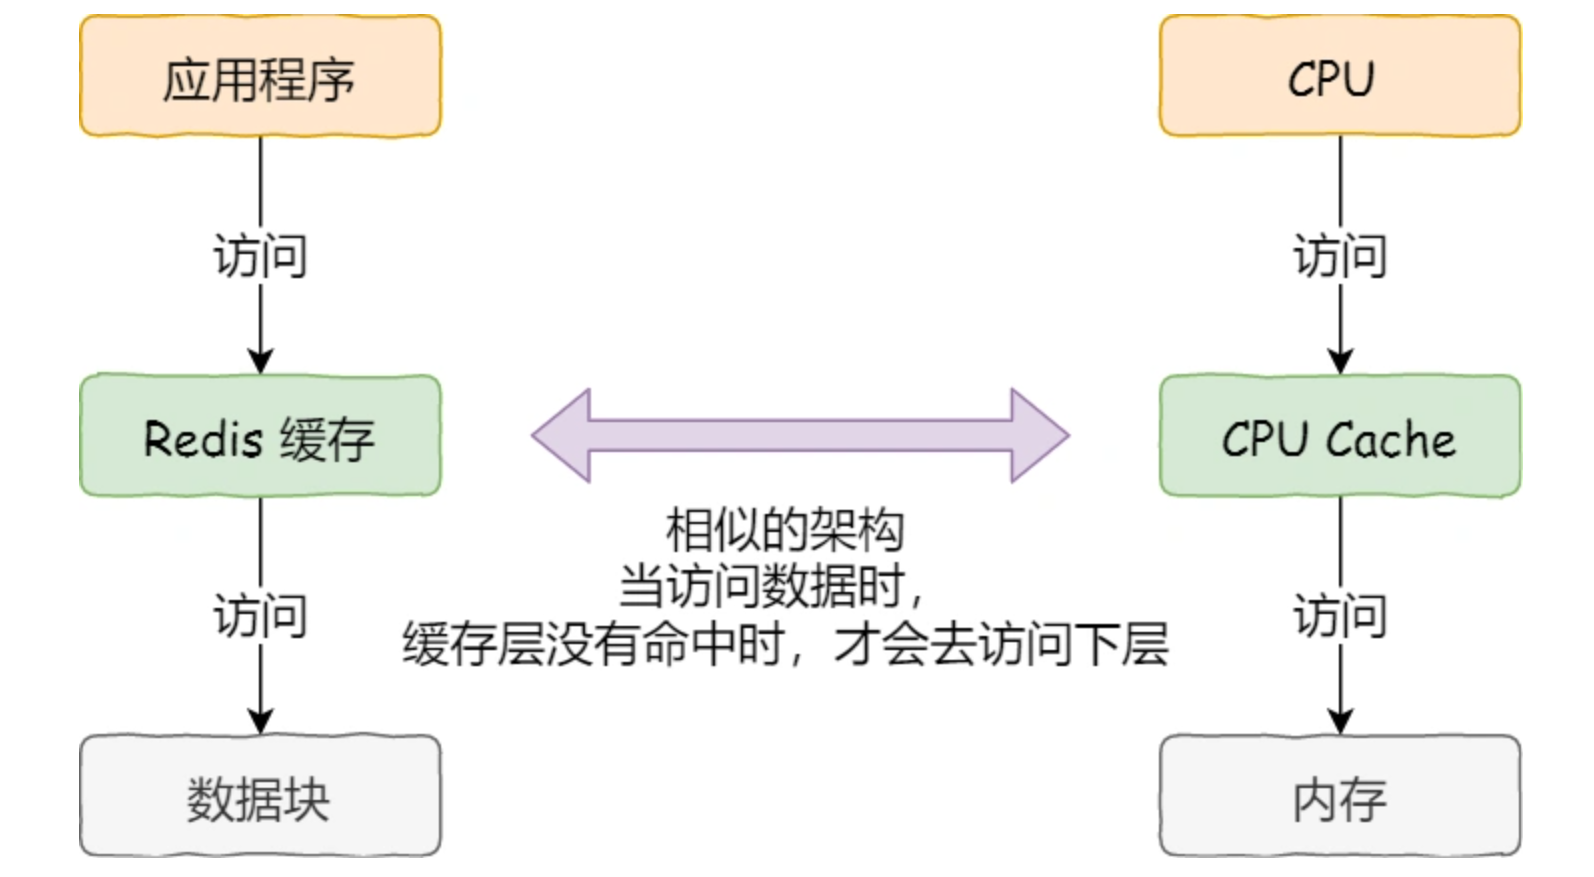 应用程序
CPU
访问
访问
Redis 缓存
CPU Cache
相似的架构
当访问数据时，
缓存层没有命中时，才会去访问下层
访问
访问
数据块
内存